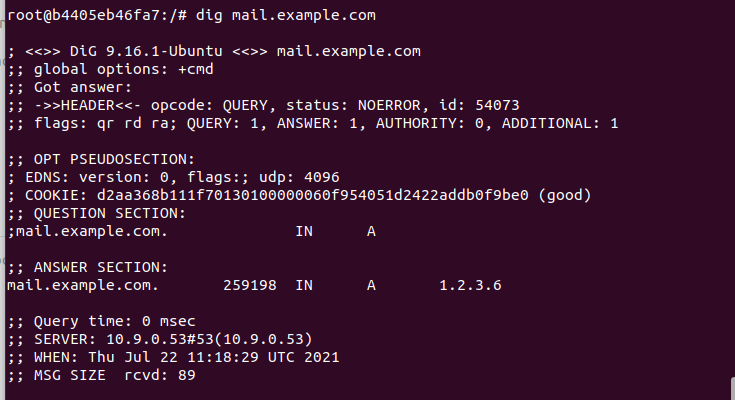 root@b4405eb46fa7:/# dig mail.example.com

; <<>> DiG 9.16.1-Ubuntu <<>> mail.example.com
;; global options: +cmd
;; Got answer:
;; ->>HEADER<<- opcode: QUERY, status: NOERROR, id: 54073
;; flags: qr rd ra; QUERY: 1, ANSWER: 1, AUTHORITY: 0, ADDITIONAL: 1

;; OPT PSEUDOSECTION:
; EDNS: version: 0, flags:; udp: 4096
; COOKIE: d2aa368b111f70130100000060f954051d2422addb0f9be0 (good)
;; QUESTION SECTION:
;mail.example.com.              IN      A

;; ANSWER SECTION:
mail.example.com.       259198  IN      A       1.2.3.6

;; Query time: 0 msec
;; SERVER: 10.9.0.53#53(10.9.0.53)
;; WHEN: Thu Jul 22 11:18:29 UTC 2021
;; MSG SIZE  rcvd: 89